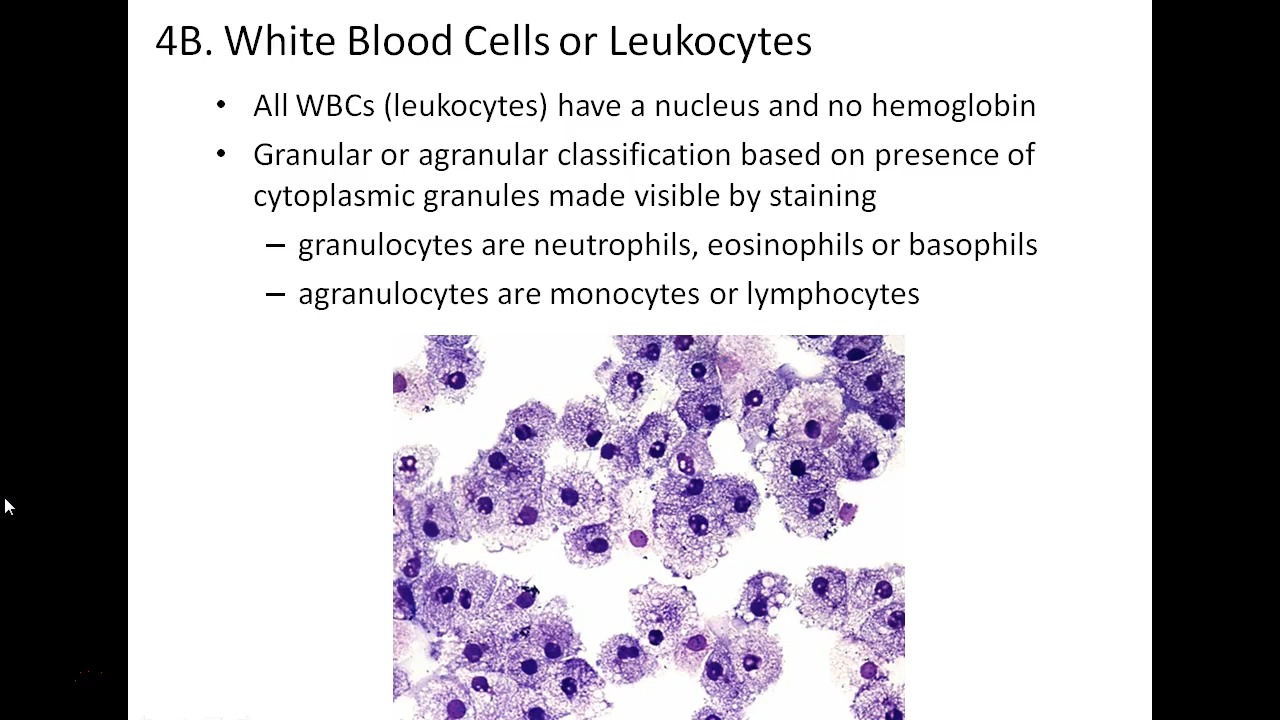 4B. White Blood Cells or Leukocytes
• All WBCs (leukocytes) have a nucleus and no hemoglobin
• Granular or agranular classification based on presence of
cytoplasmic granules made visible by staining
– granulocytes are neutrophils, eosinophils or basophils
– agranulocytes are monocytes or lymphocytes